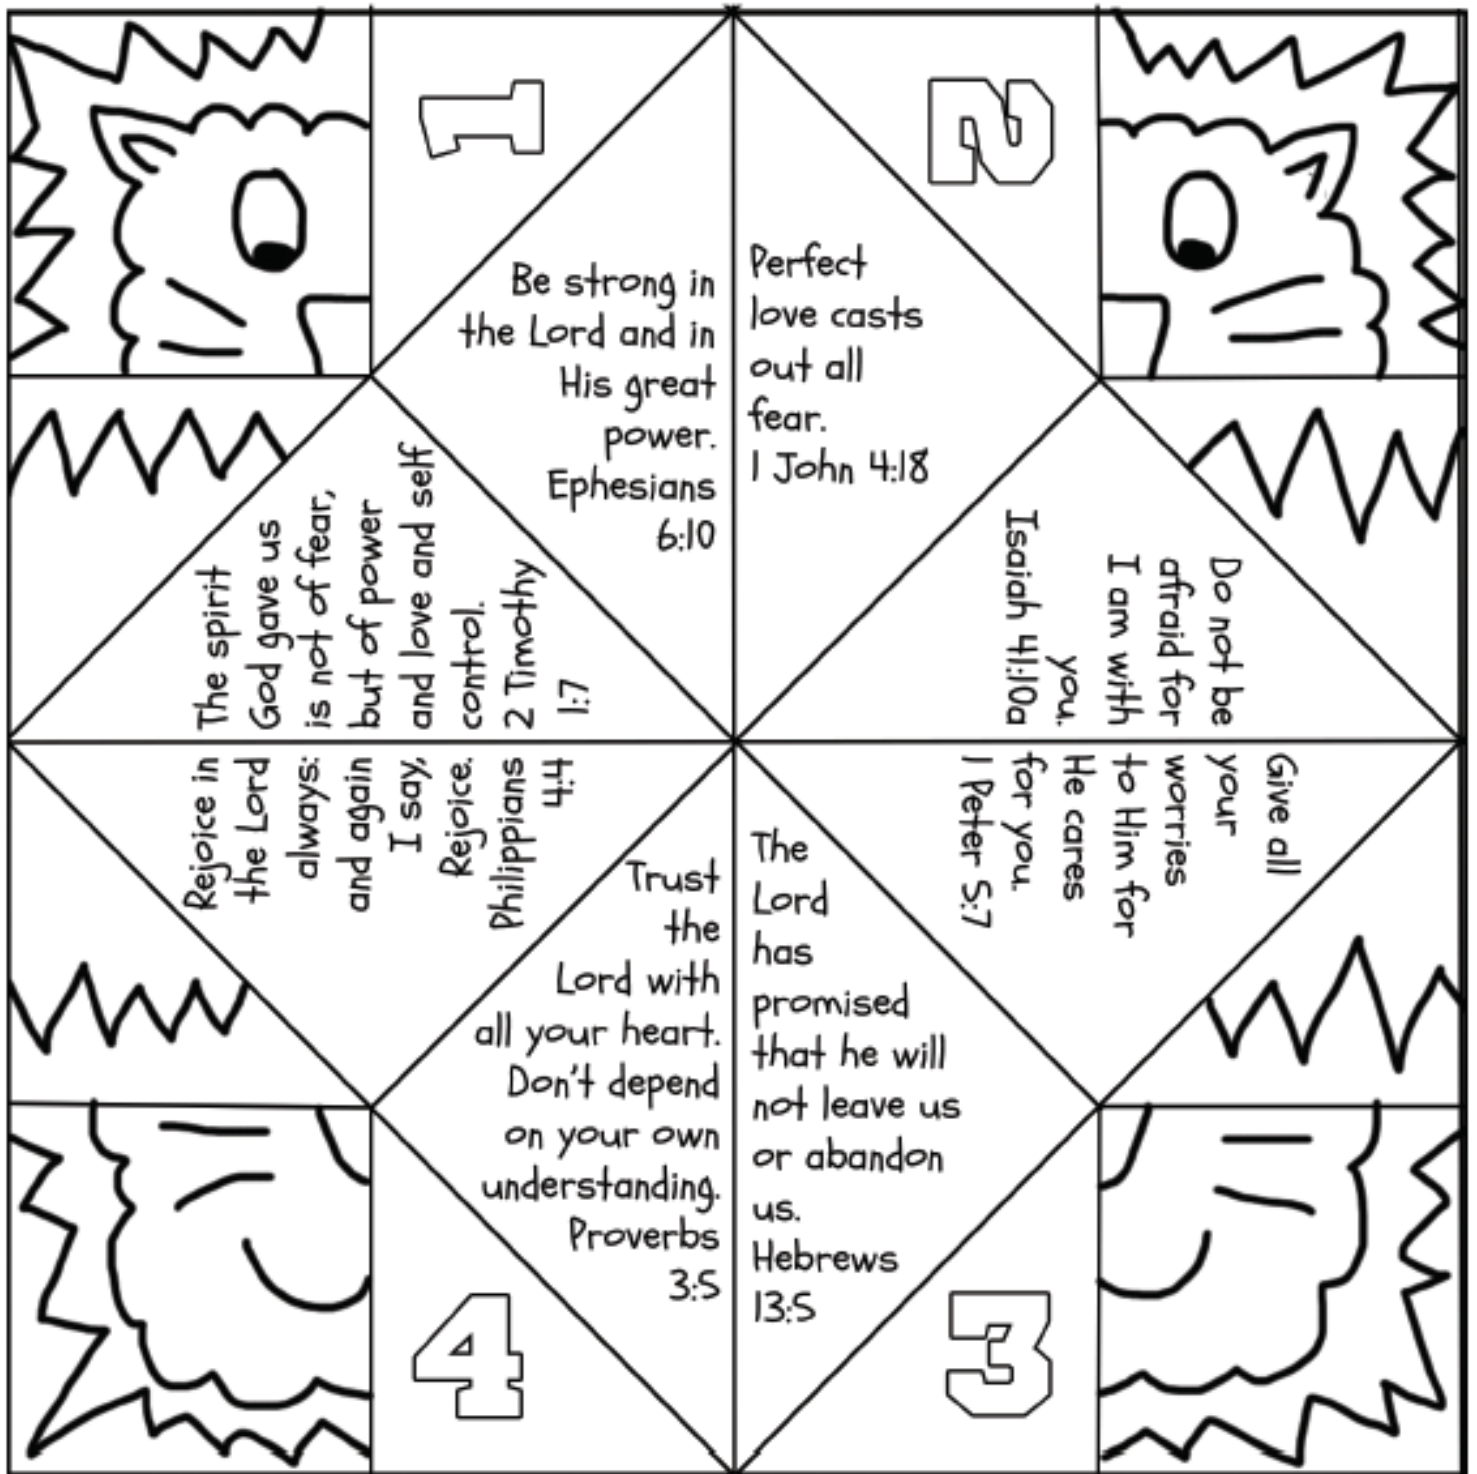 1
2
Be strong in
the Lord and in
His great
power.
Ephesians
6:10
Perfect
love casts
out all
fear.
1 John 4:18
The spirit
God gave us
is not of fear,
but of power
and love and self
control.
2 Timothy
1:7
Do not be
afraid for
I am with
you.
Isaiah 41:10a
Rejoice in
the Lord
always:
and again
I say,
Rejoice.
Philippians
4:4
Give all
your
worries
to Him for
He cares
for you.
1 Peter 5:7
Trust
the
Lord with
all your heart.
Don't depend
on your own
understanding.
Proverbs
3:5
The
Lord
has
promised
that he will
not leave us
or abandon
us.
Hebrews
13:5
4
3